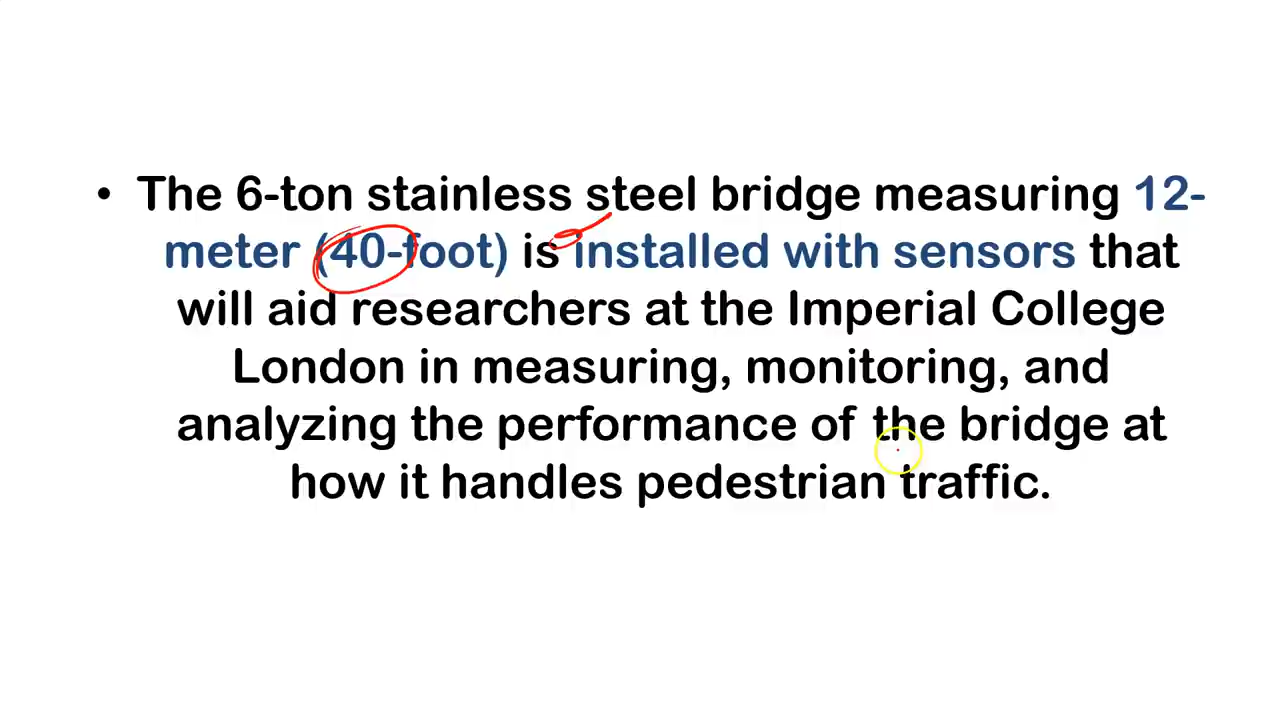 • The 6-ton stainless steel bridge measuring 12-
meter (40-foot) is installed with sensors that
will aid researchers at the Imperial College
London in measuring, monitoring, and
analyzing the performance of the bridge at
how it handles pedestrian traffic.